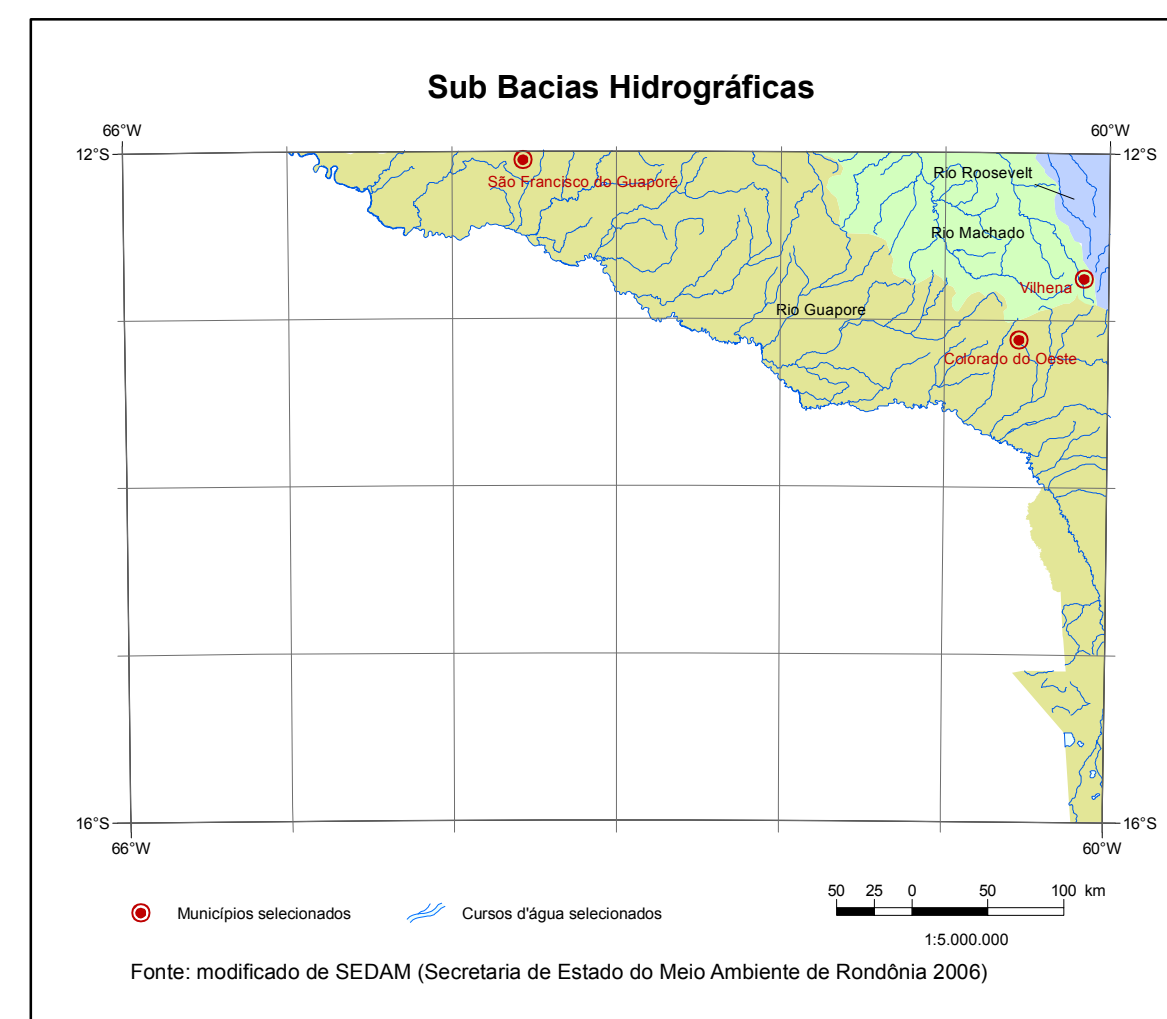 Sub Bacias Hidrográficas
66°W
60°W
12°S
12°S
São Francisco do Guaporé
Rio Roosevelt
Rio Machado
Vilhena
Rio Guapore
Colorado do Oeste
16°S
16°S
66°W
60°W
50 25 0 50 100 km
Municípios selecionados
Cursos d'água selecionados
1:5.000.000
Fonte: modificado de SEDAM (Secretaria de Estado do Meio Ambiente de Rondônia 2006)